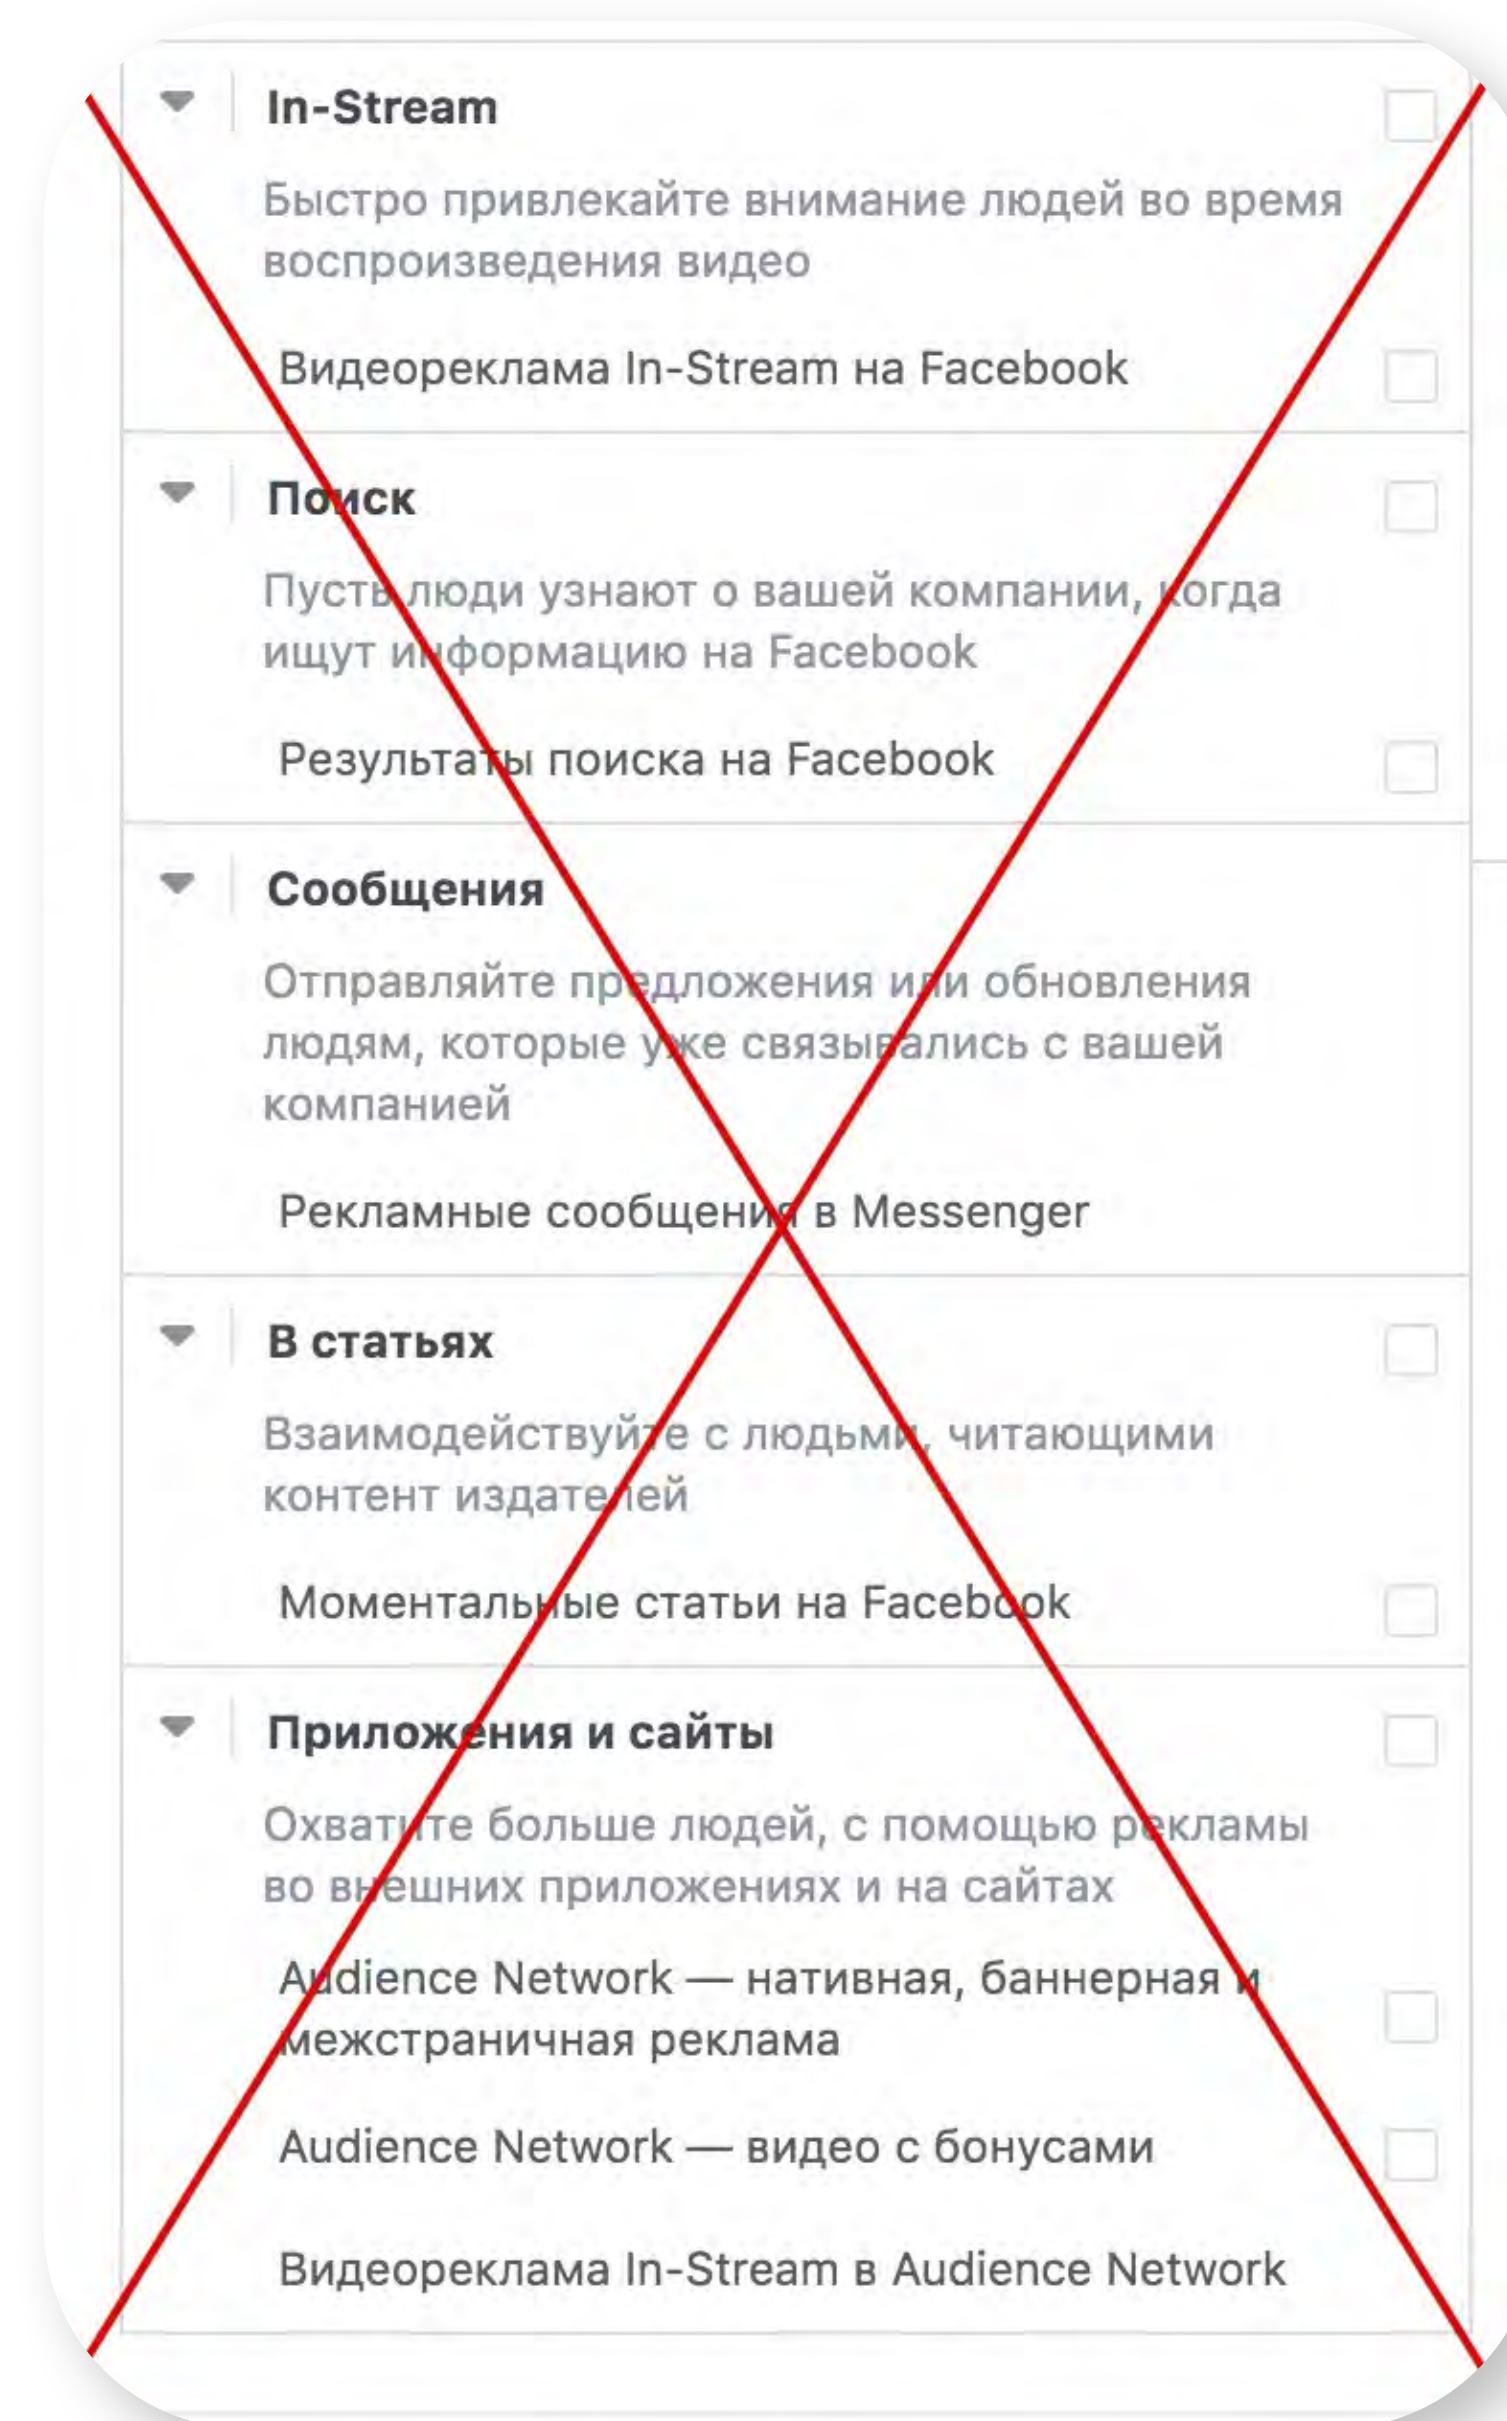 In-Stream
Быстро привлекайте внимание людей во время
воспроизведения видео
Видеореклама In-Stream на Facebook
Поиск
Пусть люди узнают о вашей компании, когда
ищут информацию на Facebook
Результаты поиска на Facebook
Сообщения
Отправляйте предложения или обновления
людям, которые уже связывались с вашей
компанией
Рекламные сообщения в Messenger
В статьях
Взаимодействуйте с людьми, читающими
контент издателей
Моментальные статьи на Facebook
Приложения и сайты
Охватите больше людей, с помощью рекламы
во внешних приложениях и на сайтах
Audience Network — нативная, баннерная и
межстраничная реклама
Audience Network — видео с бонусами
Видеореклама In-Stream в Audience Network